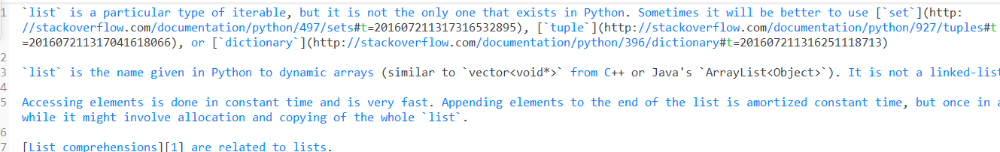 1 `list` is a particular type of iterable, but it is not the only one that exists in Python. Sometimes it will be better to use [`set`](http:
//stackoverflow.com/documentation/python/497/sets#t=201607211317316532895), [`tuple`](http://stackoverflow.com/documentation/python/927/tuples#t
=201607211317041618066), or [`dictionary`](http://stackoverflow.com/documentation/python/396/dictionary#t=201607211316251118713)
2
3 `list` is the name given in Python to dynamic arrays (similar to `vector<void*>` from C++ or Java's `ArrayList<Object>`). It is not a linked-list
4
5 Accessing elements is done in constant time and is very fast. Appending elements to the end of the list is amortized constant time, but once in a
while it might involve allocation and copying of the whole `list`.
6
7 [List comprehensions][1] are related to lists.